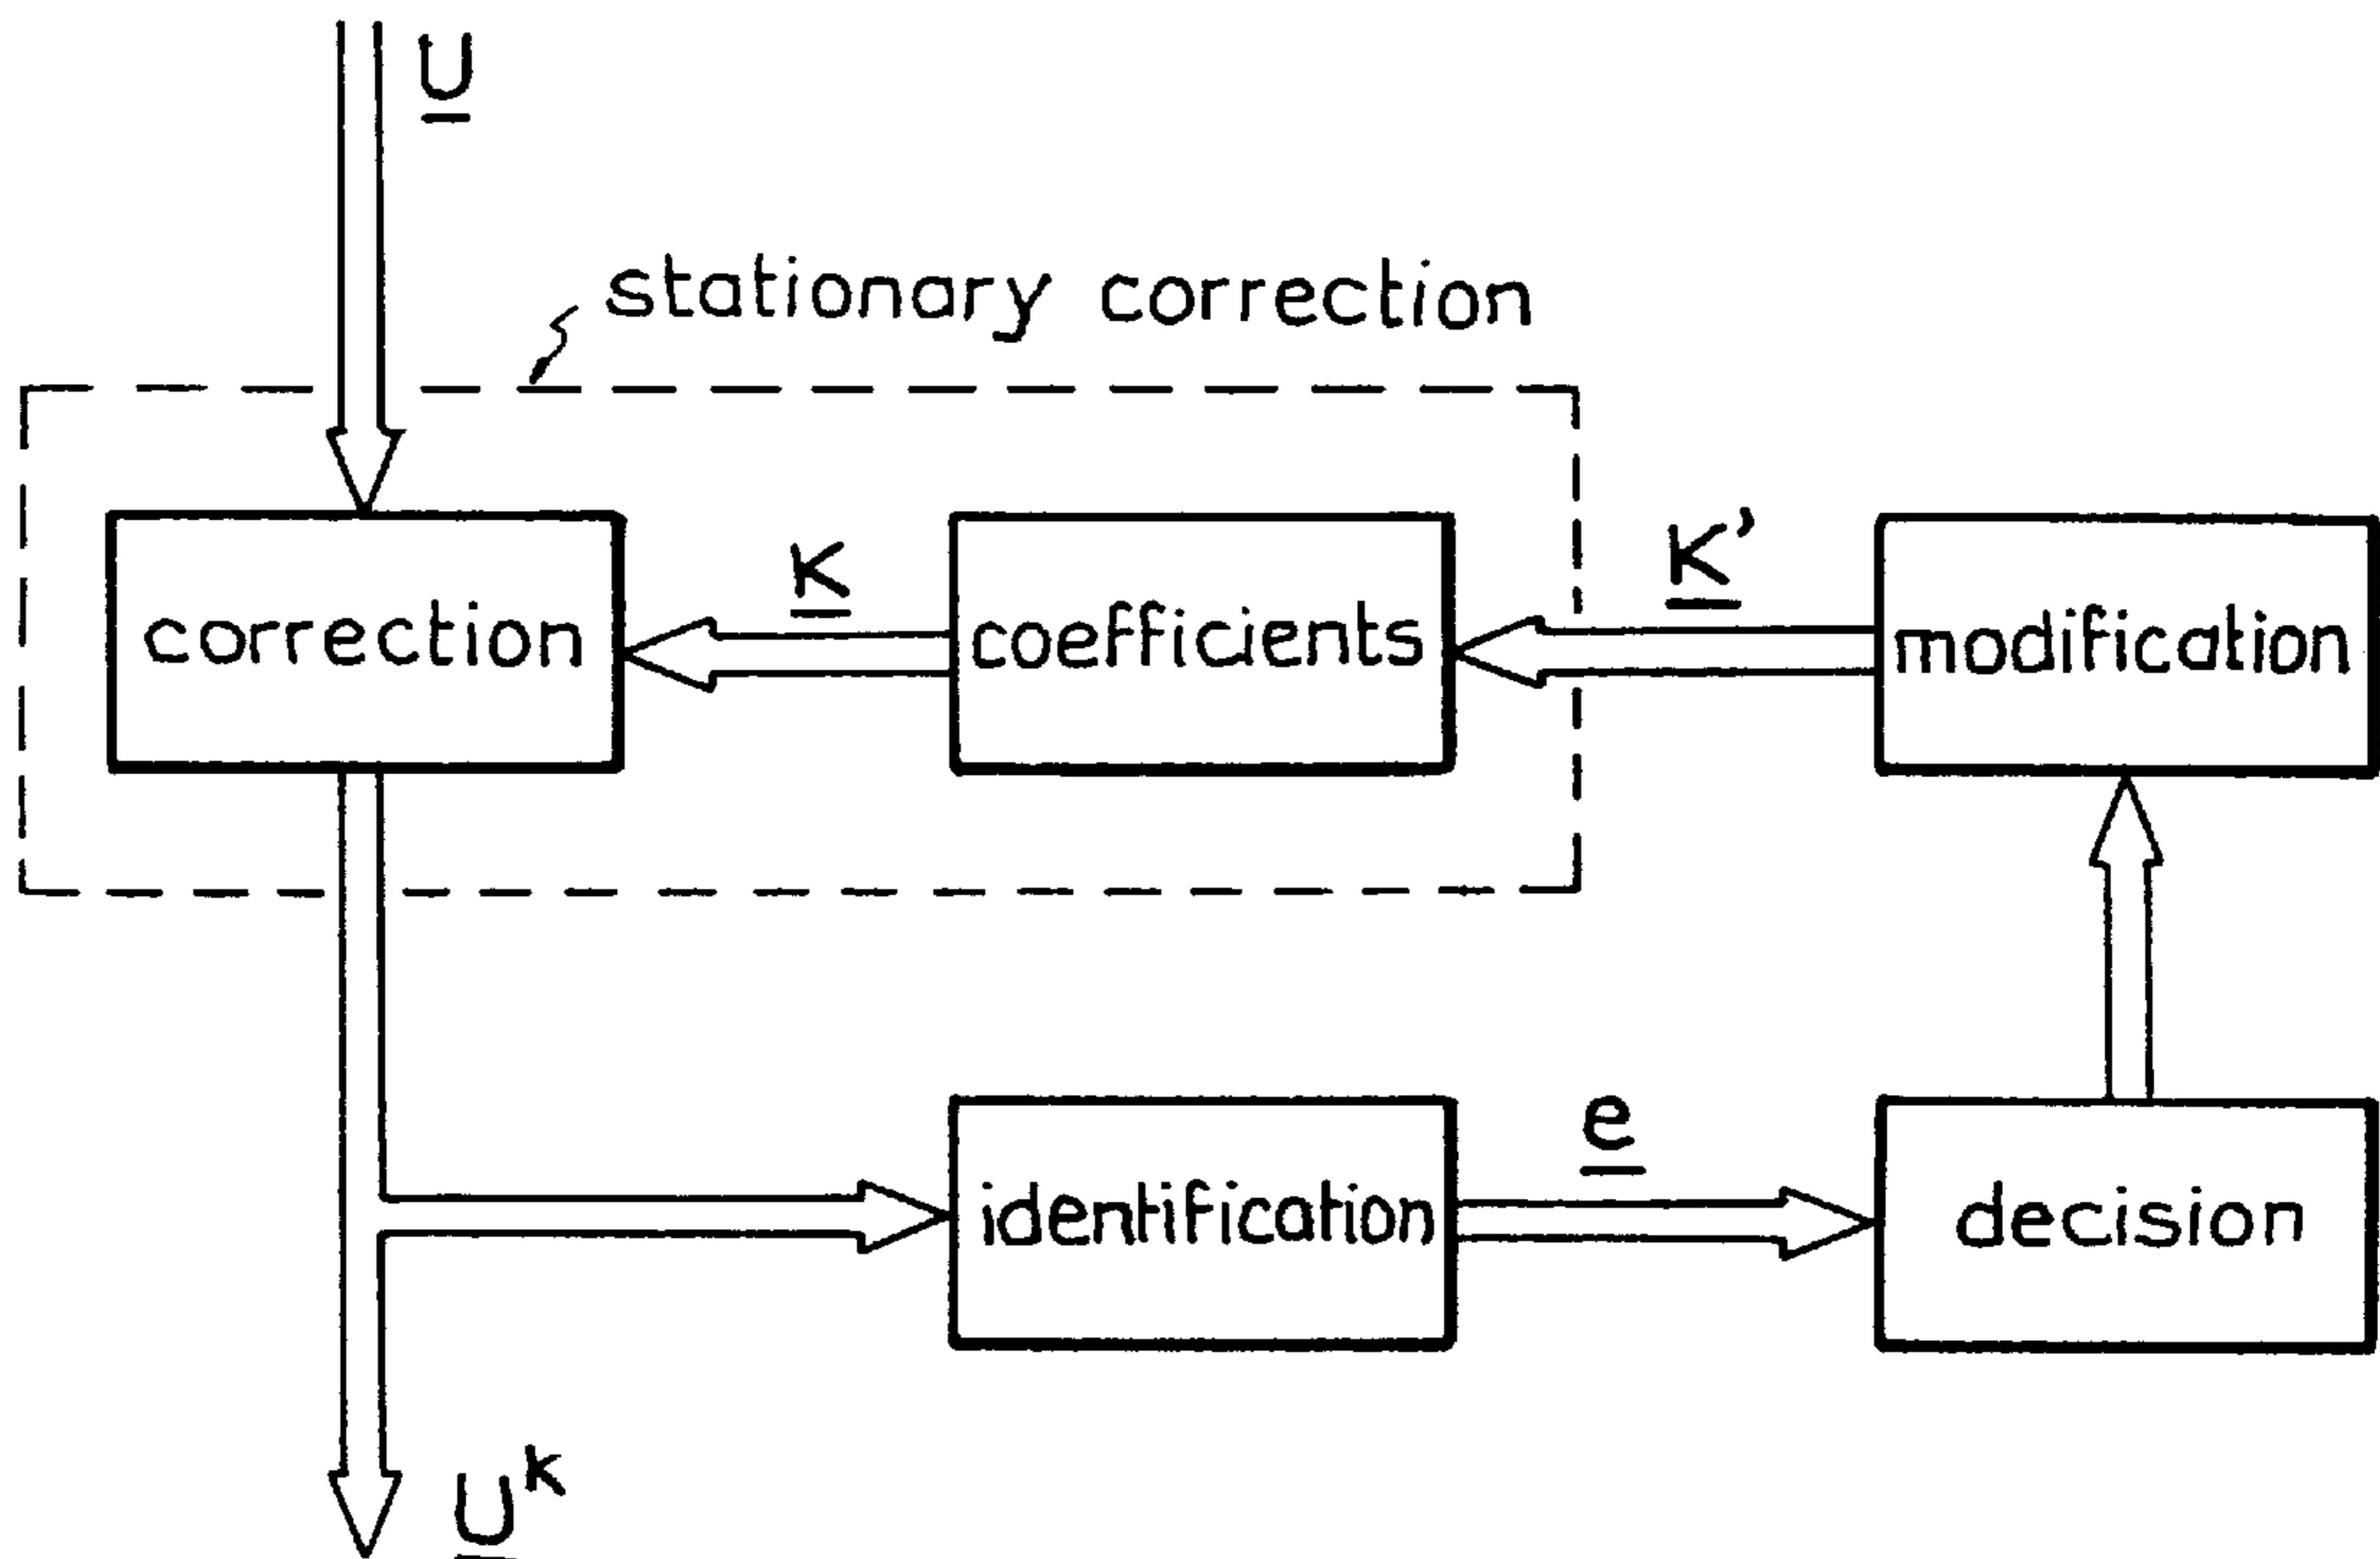 U
stationary correction
K
K'
correction
coefficients
modification
e
identification
decision
U^k